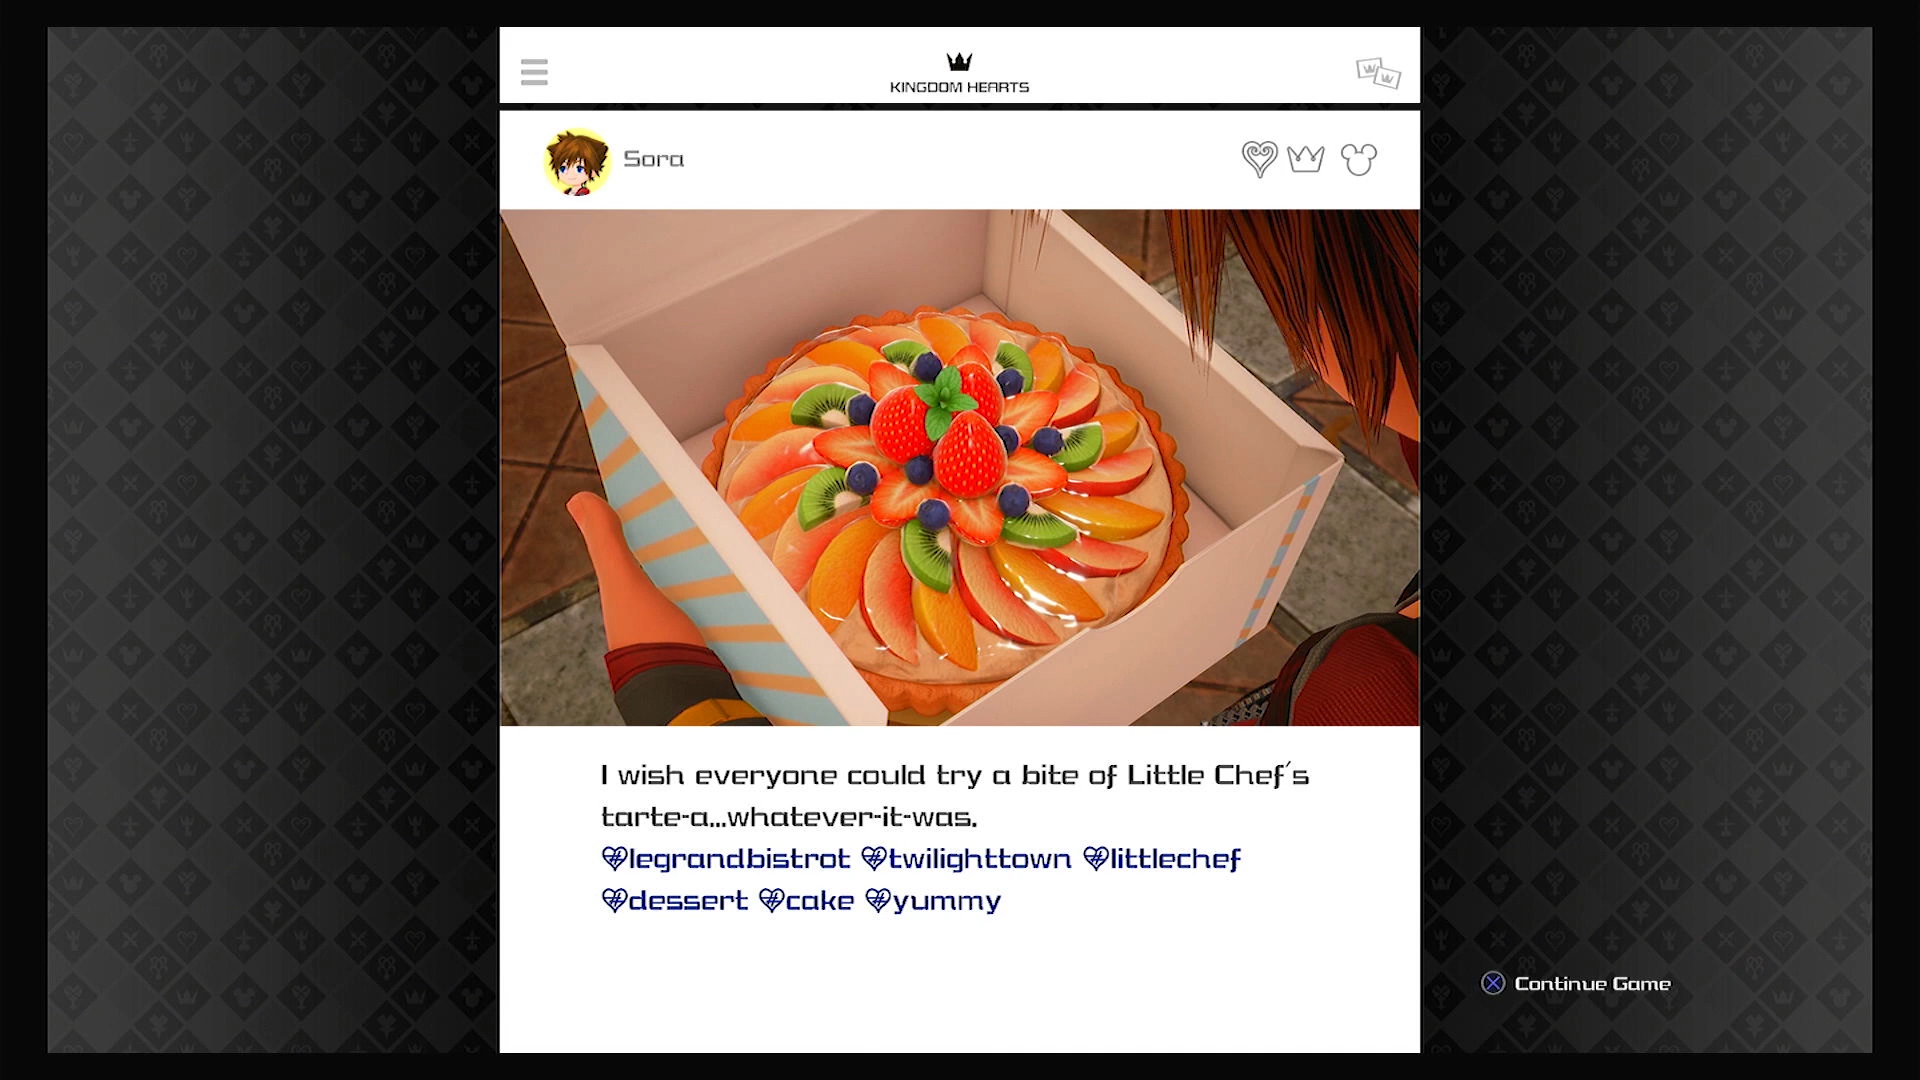 KINGDOM HEARTS
Sora
I wish everyone could try a bite of Little Chef's
tarte-a...whatever-it-was.
#legrandbistrot #twilighttown #littlechef
#dessert #cake #yummy
Continue Game